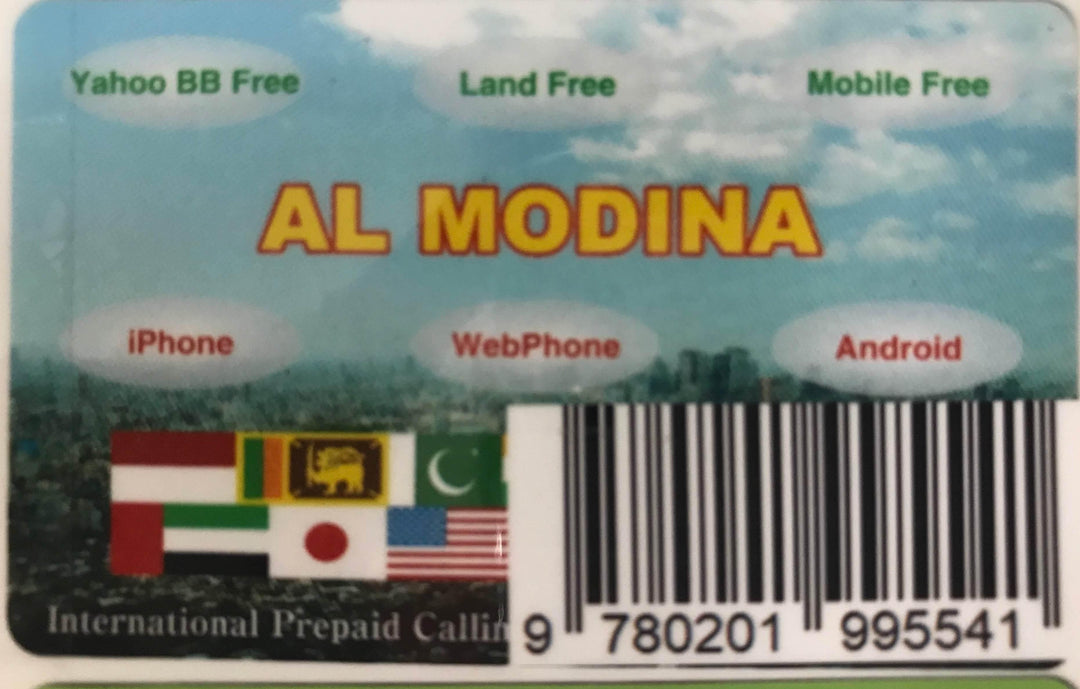 Yahoo BB Free Land Free Mobile Free
AL MODINA
iPhone WebPhone Android
International Prepaid Callin
9 780201 995541